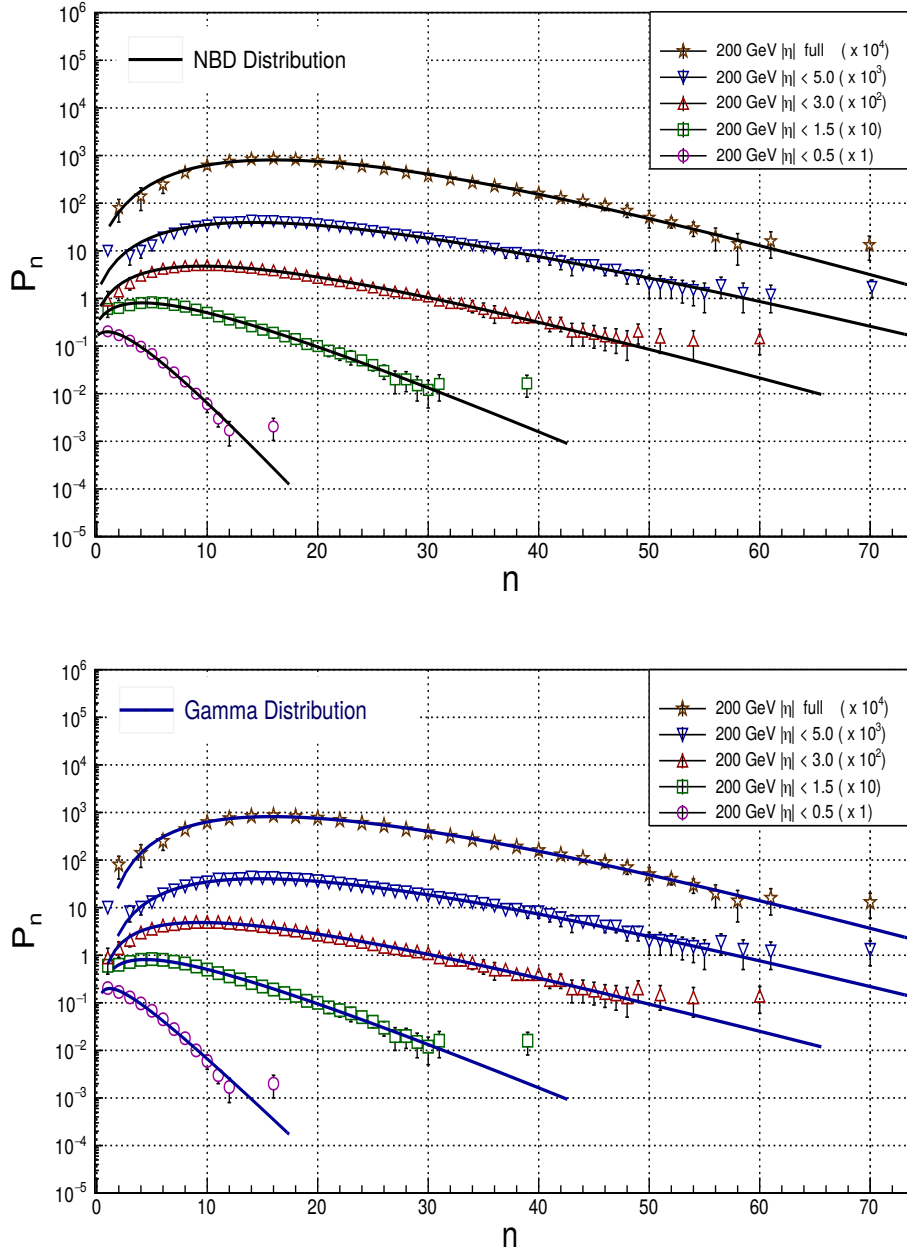 10^6
10^5
10^4
10^3
10^2
10
1
10^−1
10^−2
10^−3
10^−4
10^−5
P_n
NBD Distribution
200 GeV |η| full ( x 10^4)
200 GeV |η| < 5.0 ( x 10^3)
200 GeV |η| < 3.0 ( x 10^2)
200 GeV |η| < 1.5 ( x 10)
200 GeV |η| < 0.5 ( x 1)
0 10 20 30 40 50 60 70
n
10^6
10^5
10^4
10^3
10^2
10
1
10^−1
10^−2
10^−3
10^−4
10^−5
P_n
Gamma Distribution
200 GeV |η| full ( x 10^4)
200 GeV |η| < 5.0 ( x 10^3)
200 GeV |η| < 3.0 ( x 10^2)
200 GeV |η| < 1.5 ( x 10)
200 GeV |η| < 0.5 ( x 1)
0 10 20 30 40 50 60 70
n